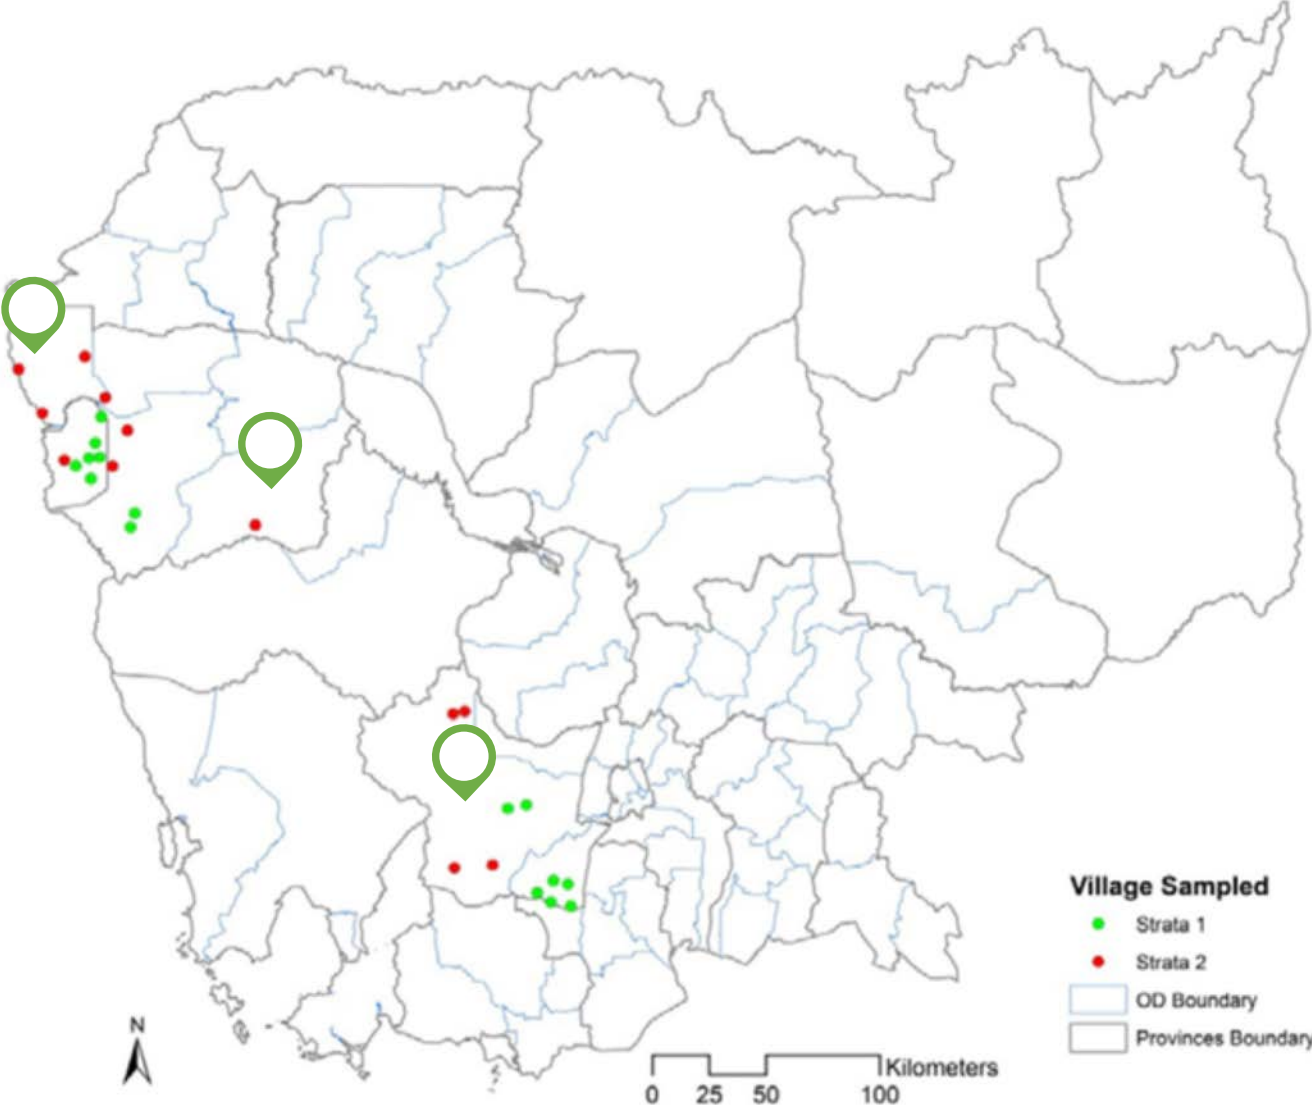 Village Sampled
Strata 1
Strata 2
OD Boundary
Provinces Boundary
N
Kilometers
0 25 50 100